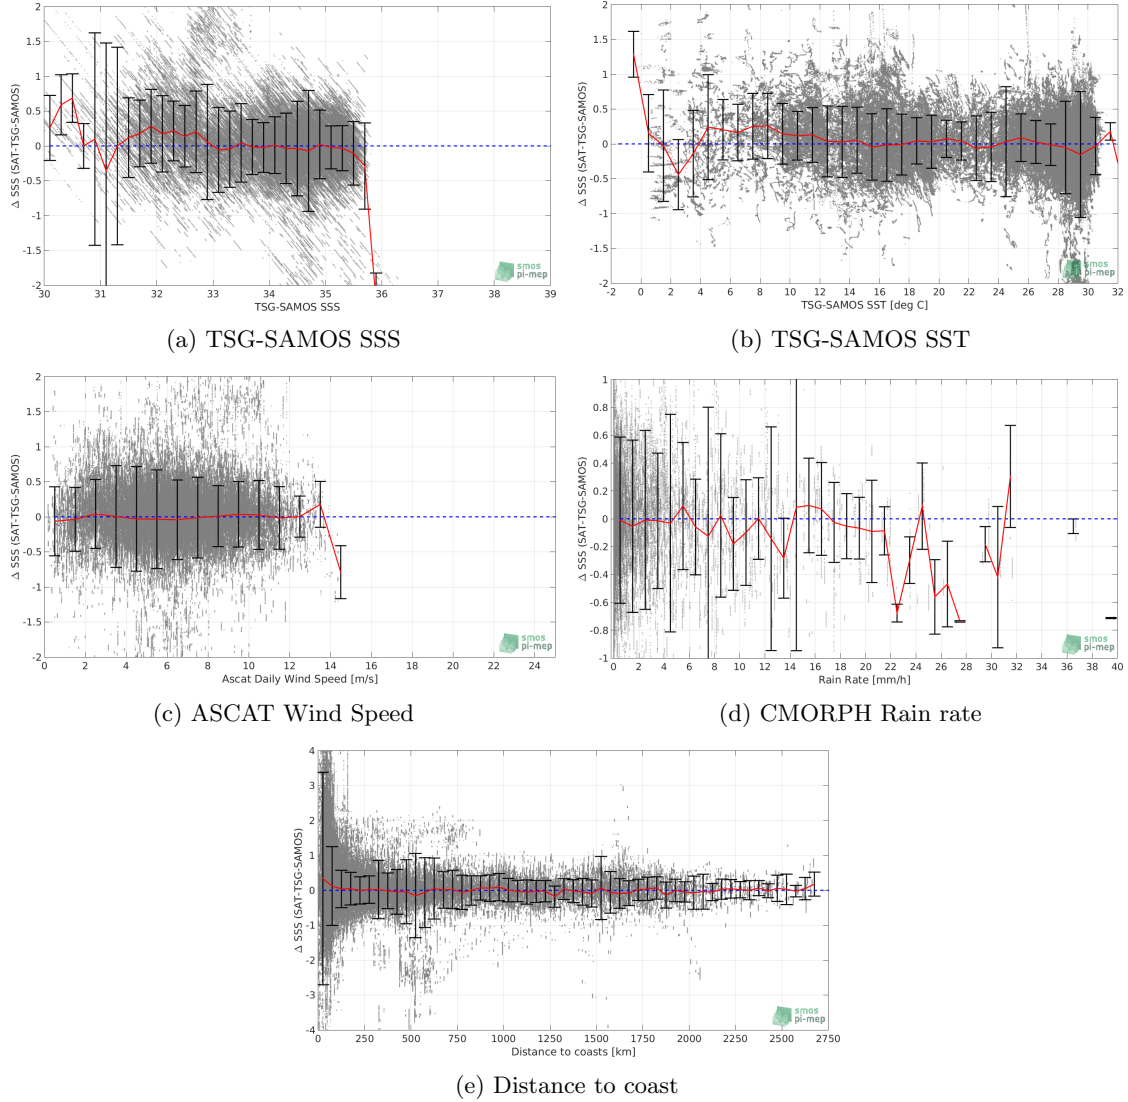 2
1.5
1
0.5
0
-0.5
-1
1.5
-2
Δ SSS (SAT-TSG-SAMOS)
30 31 32 33 34 35 36 37 38 39
TSG-SAMOS SSS
smos
pi-mep
(a) TSG-SAMOS SSS
2
1.5
1
0.5
0
-0.5
-1
-1.5
-2
Δ SSS (SAT-TSG-SAMOS)
-2 0 2 4 6 8 10 12 14 16 18 20 22 24 26 28 30 32
TSG-SAMOS SST [deg C]
smos
pi-mep
(b) TSG-SAMOS SST
2
1.5
1
0.5
0
-0.5
-1
-1.5
-2
Δ SSS (SAT-TSG-SAMOS)
0 2 4 6 8 10 12 14 16 18 20 22 24
Ascat Daily Wind Speed [m/s]
smos
pi-mep
(c) ASCAT Wind Speed
1
0.8
0.6
0.4
0.2
0
-0.2
-0.4
-0.6
-0.8
-1
Δ SSS (SAT-TSG-SAMOS)
0 2 4 6 8 10 12 14 16 18 20 22 24 26 28 30 32 34 36 38 40
Rain Rate [mm/h]
smos
pi-mep
(d) CMORPH Rain rate
4
3
2
1
0
-1
-2
-3
-4
Δ SSS (SAT-TSG-SAMOS)
0 250 500 750 1000 1250 1500 1750 2000 2250 2500 2750
Distance to coasts [km]
smos
pi-mep
(e) Distance to coast